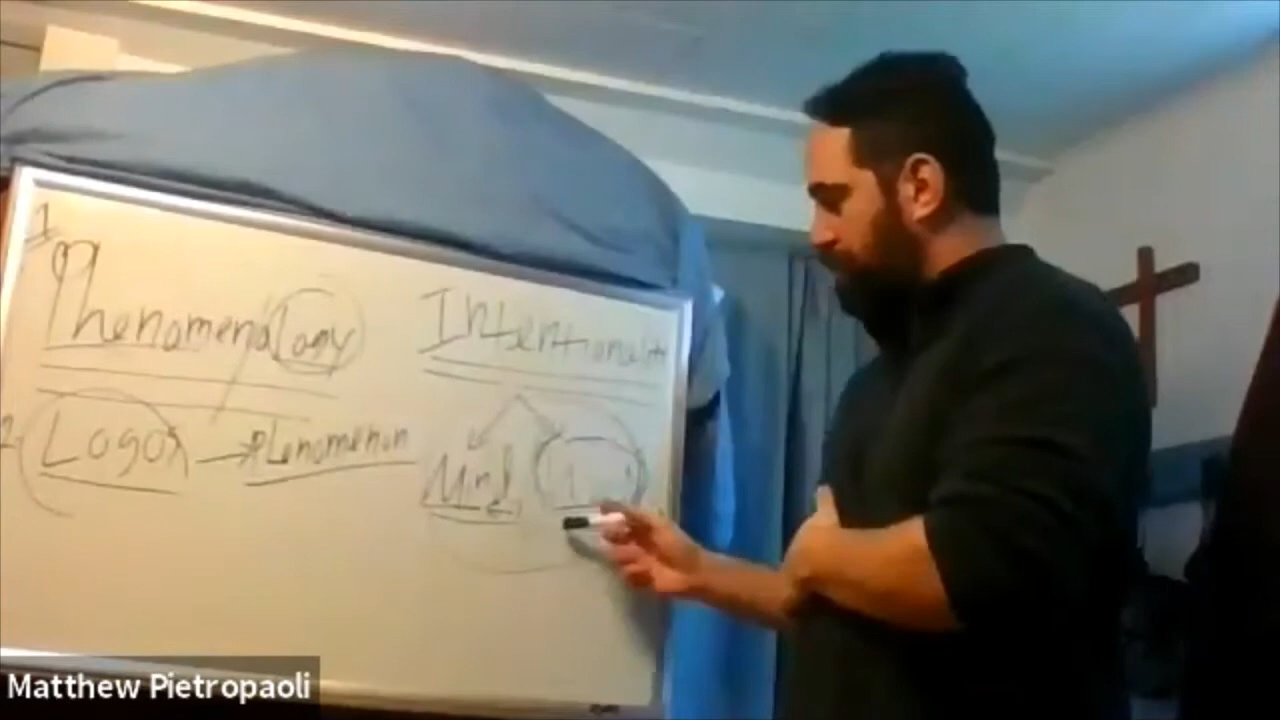 1
Phenomenology
Intentionality
2 Logos → Phenomenon
Mind
Matthew Pietropaoli